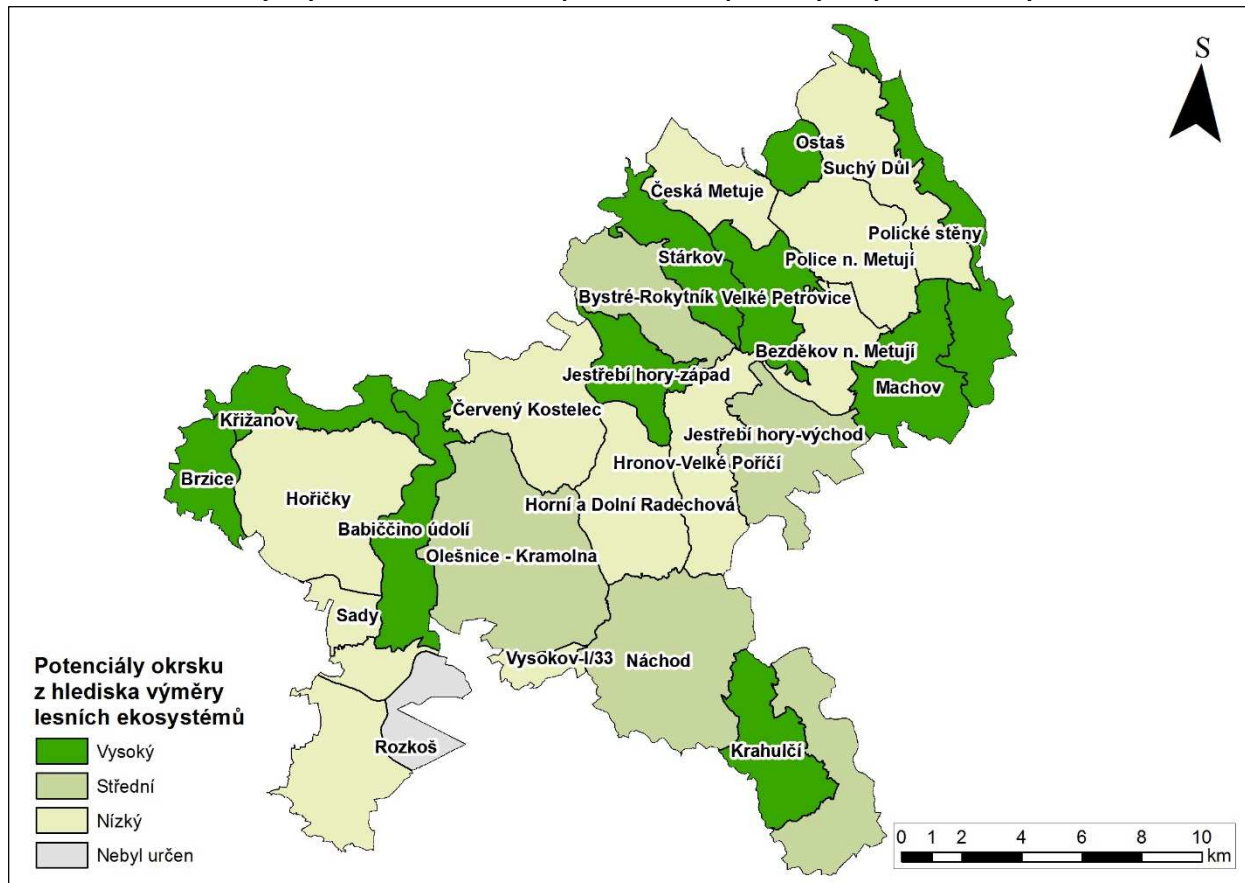 S
Ostaš
Suchý Důl
Česká Metuje
Polické stěny
Stárkov
Police n. Metují
Bystré-Rokytník
Velké Petrovice
Bezděkov n. Metují
Jestřebí hory-západ
Machov
Červený Kostelec
Křižanov
Jestřebí hory-východ
Brzice
Hronov-Velké Poříčí
Hořičky
Horní a Dolní Radechová
Babiččino údolí
Olešnice - Kramolna
Sady
Vysokov-I/33
Náchod
Rozkoš
Krahulčí
Potenciály okrsku
z hlediska výměry
lesních ekosystémů
Vysoký
Střední
Nízký
Nebyl určen
0 1 2 4 6 8 10
km